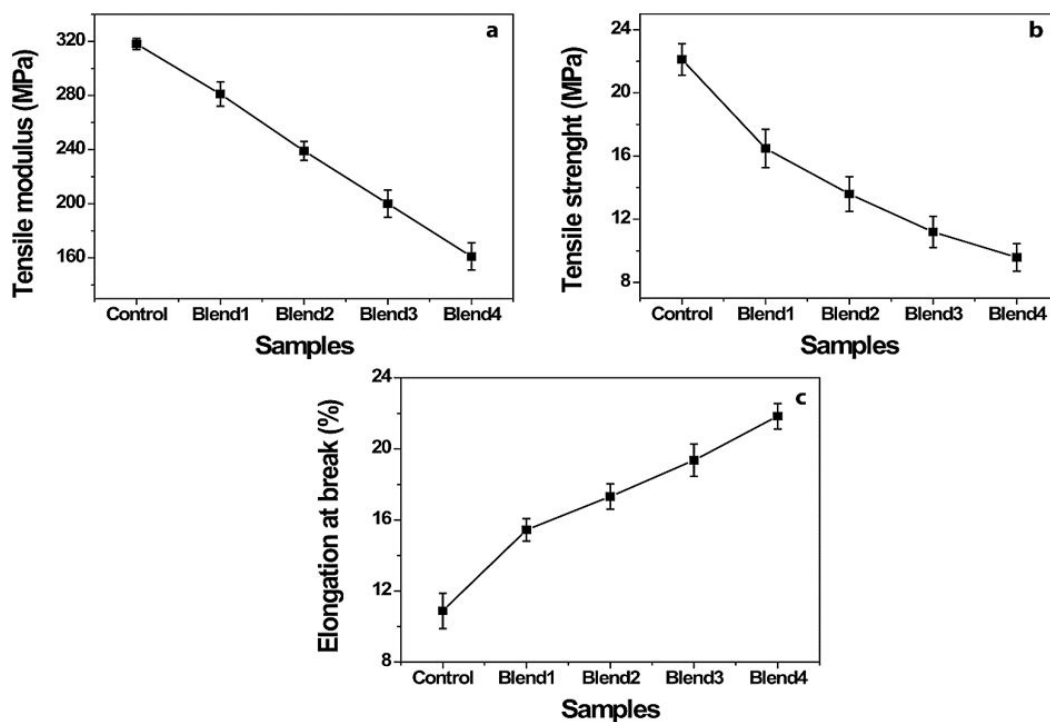 a
Tensile modulus (MPa)
320
280
240
200
160
Control Blend1 Blend2 Blend3 Blend4
Samples
b
Tensile strenght (MPa)
24
20
16
12
8
Control Blend1 Blend2 Blend3 Blend4
Samples
c
Elongation at break (%)
24
20
16
12
8
Control Blend1 Blend2 Blend3 Blend4
Samples